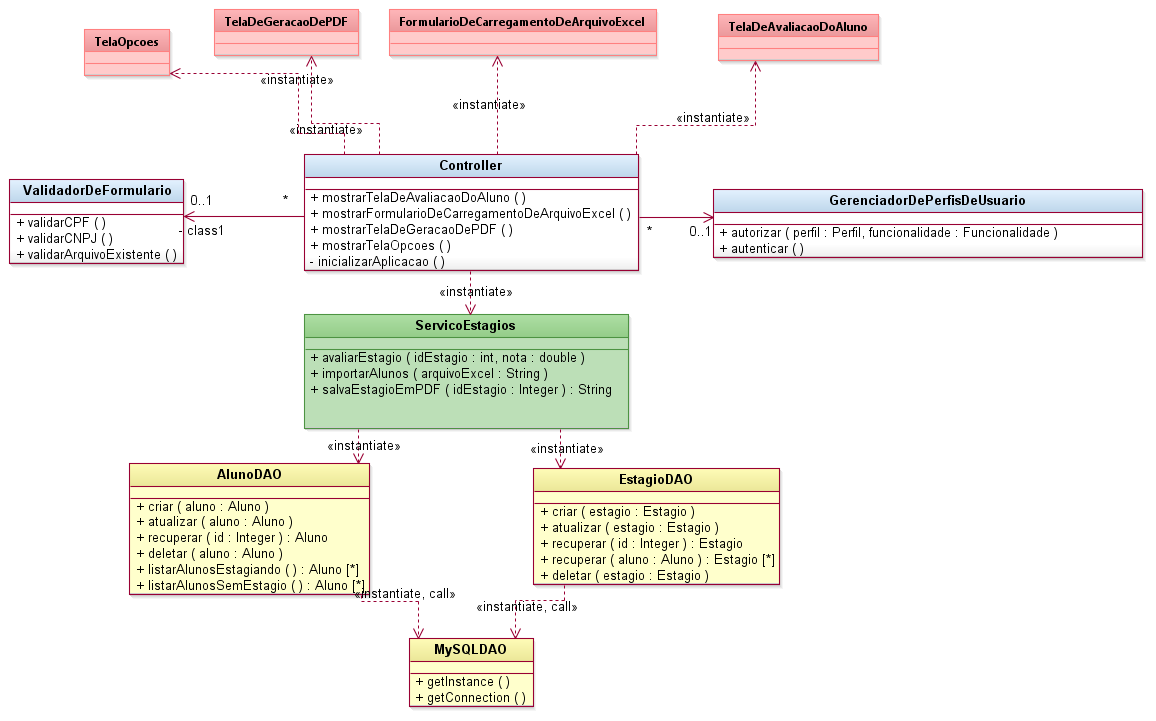 TelaOpcoes
TelaDeGeracaoDePDF
FormularioDeCarregamentoDeArquivoExcel
TelaDeAvaliacaoDoAluno
«instantiate»
«instantiate»
«instantiate»
«instantiate»
Controller
+ mostrarTelaDeAvaliacaoDoAluno ( )
+ mostrarFormularioDeCarregamentoDeArquivoExcel ( )
+ mostrarTelaDeGeracaoDePDF ( )
+ mostrarTelaOpcoes ( )
- inicializarAplicacao ( )
ValidadorDeFormulario
+ validarCPF ( )
+ validarCNPJ ( )
+ validarArquivoExistente ( )
0..1
*
- class1
GerenciadorDePerfisDeUsuario
+ autorizar ( perfil : Perfil, funcionalidade : Funcionalidade )
+ autenticar ( )
*
0..1
«instantiate»
ServicoEstagios
+ avaliarEstagio ( idEstagio : int, nota : double )
+ importarAlunos ( arquivoExcel : String )
+ salvaEstagioEmPDF ( idEstagio : Integer ) : String
«instantiate»
«instantiate»
AlunoDAO
+ criar ( aluno : Aluno )
+ atualizar ( aluno : Aluno )
+ recuperar ( id : Integer ) : Aluno
+ deletar ( aluno : Aluno )
+ listarAlunosEstagiando ( ) : Aluno [*]
+ listarAlunosSemEstagio ( ) : Aluno [*]
EstagioDAO
+ criar ( estagio : Estagio )
+ atualizar ( estagio : Estagio )
+ recuperar ( id : Integer ) : Estagio
+ recuperar ( aluno : Aluno ) : Estagio [*]
+ deletar ( estagio : Estagio )
«instantiate, call»
«instantiate, call»
MySQLDAO
+ getInstance ( )
+ getConnection ( )